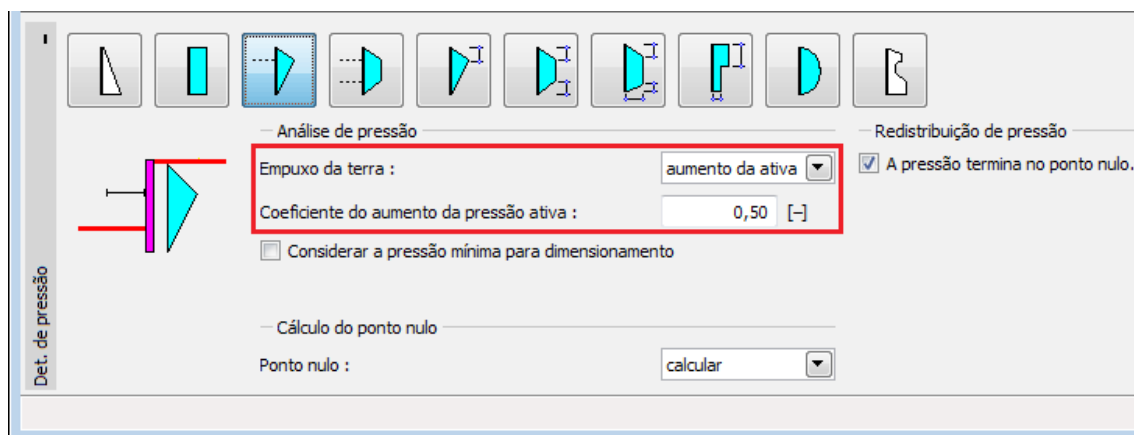 Análise de pressão
Redistribuição de pressão
Empuxo da terra :
aumento da ativa
A pressão termina no ponto nulo.
Coeficiente do aumento da pressão ativa :
0,50
[–]
Considerar a pressão mínima para dimensionamento
Cálculo do ponto nulo
Ponto nulo :
calcular
Det. de pressão